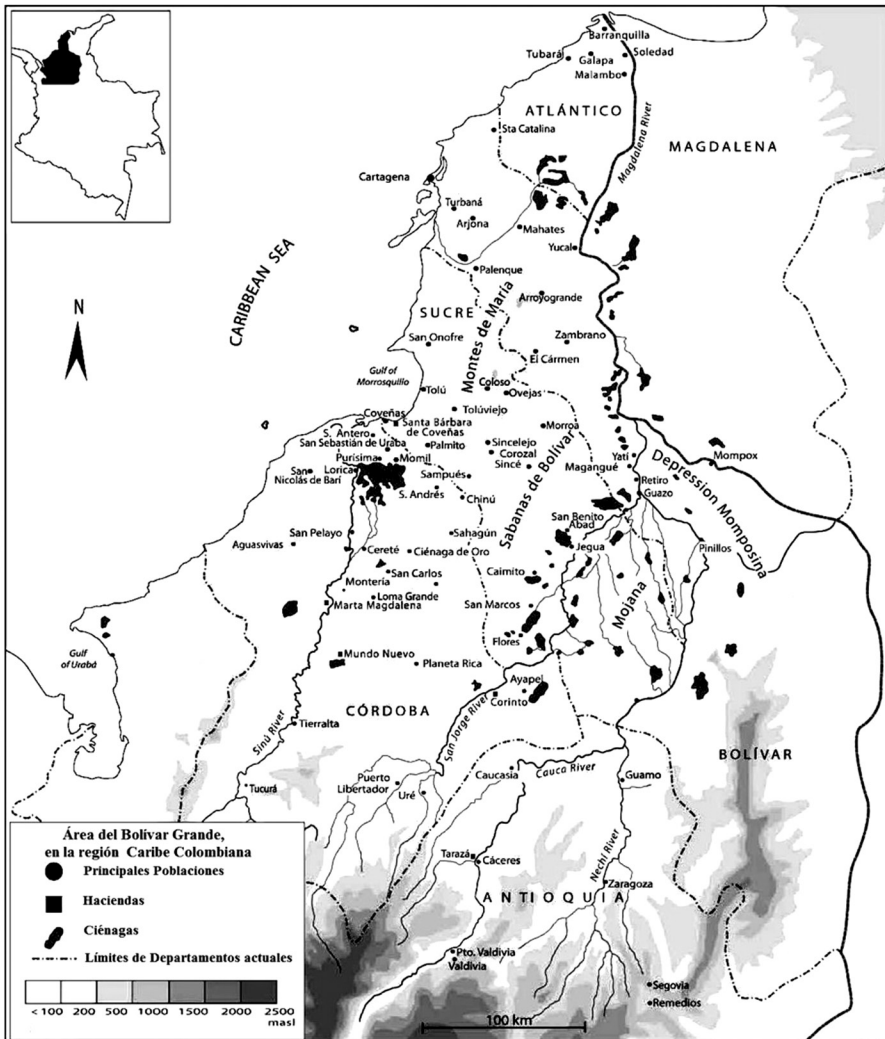 Barranquilla
Tubará
Galapa
Soledad
Malambo
ATLÁNTICO
Sta Catalina
Magdalena River
MAGDALENA
Cartagena
Turbaná
Arjona
Mahates
Yucal
CARIBBEAN SEA
Palenque
N
SUCRE
Montes de María
Arroyogrande
San Onofre
Zambrano
El Cármen
Gulf of
Morrosquillo
Tolú
Coloso
Ovejas
Tolúviejo
Coveñas
Santa Bárbara
de Coveñas
Morroa
S. Antero
San Sebastián de Uraba
Palmito
Sincelejo
Corozal
Sincé
Sabanas de Bolívar
Purísima
Momil
Yatí
Magangué
Mompox
Depression Momposina
San
Nicolás de Barí
Lorica
Sampués
Retiro
Guazo
S. Andrés
Chinú
San Benito
Abad
San Pelayo
Sahagún
Aguasvivas
Cereté
Ciénaga de Oro
Jegua
Pinillos
San Carlos
Caimito
Montería
Loma Grande
Marta Magdalena
San Marcos
Mojana
Flores
Gulf
of Urabá
Mundo Nuevo
Planeta Rica
Ayapel
Corinto
CÓRDOBA
San Jorge River
Sinú River
Tierralta
BOLÍVAR
Cauca River
Caucasia
Guamo
Puerto
Libertador
Uré
Tucurá
Nechí River
Tarazá
Cáceres
Zaragoza
ANTIOQUIA
Pto. Valdivia
Valdivia
Segovia
Remedios
100 km
Área del Bolívar Grande,
en la región Caribe Colombiana
Principales Poblaciones
Haciendas
Ciénagas
Límites de Departamentos actuales
< 100 200 500 1000 1500 2000 2500
masl